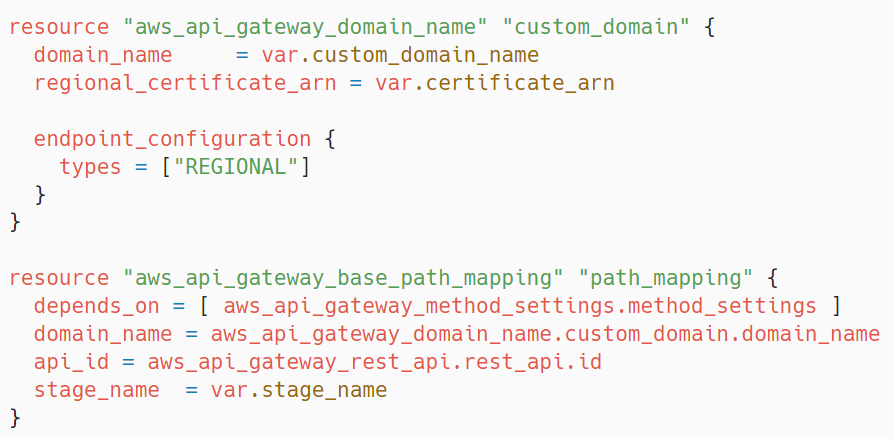 resource "aws_api_gateway_domain_name" "custom_domain" {
  domain_name     = var.custom_domain_name
  regional_certificate_arn = var.certificate_arn

  endpoint_configuration {
    types = ["REGIONAL"]
  }
}

resource "aws_api_gateway_base_path_mapping" "path_mapping" {
  depends_on = [ aws_api_gateway_method_settings.method_settings ]
  domain_name = aws_api_gateway_domain_name.custom_domain.domain_name
  api_id = aws_api_gateway_rest_api.rest_api.id
  stage_name  = var.stage_name
}